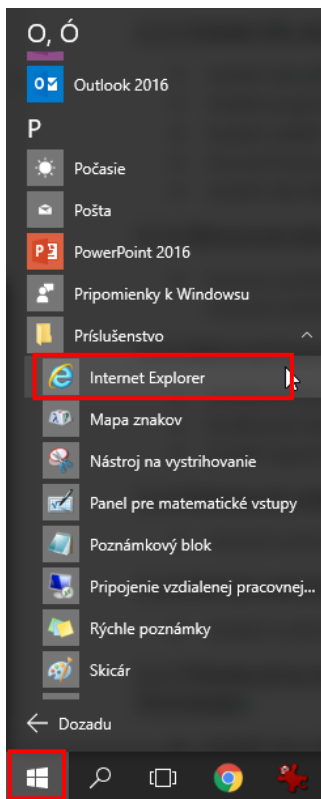 O, Ó
Outlook 2016
P
Počasie
Pošta
PowerPoint 2016
Pripomienky k Windowsu
Príslušenstvo
Internet Explorer
Mapa znakov
Nástroj na vystrihovanie
Panel pre matematické vstupy
Poznámkový blok
Pripojenie vzdialenej pracovnej...
Rýchle poznámky
Skicár
Dozadu